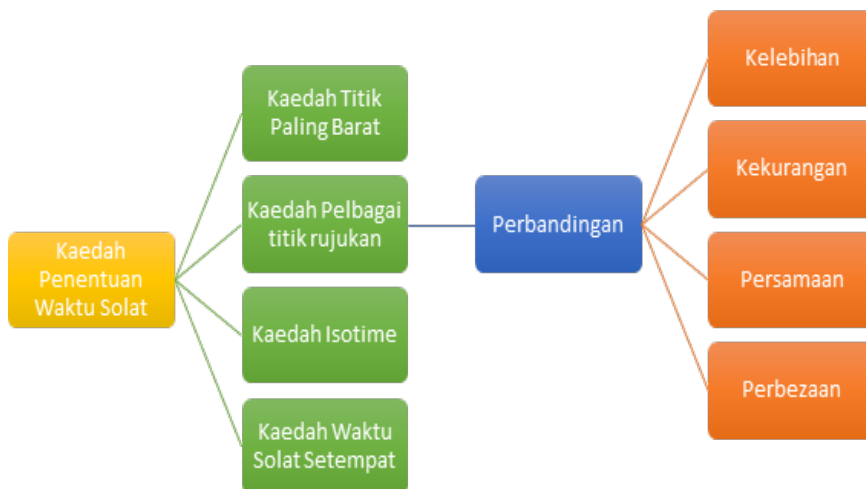 Kaedah
Penentuan
Waktu Solat
Kaedah Titik
Paling Barat
Kaedah Pelbagai
titik rujukan
Kaedah Isotime
Kaedah Waktu
Solat Setempat
Perbandingan
Kelebihan
Kekurangan
Persamaan
Perbezaan